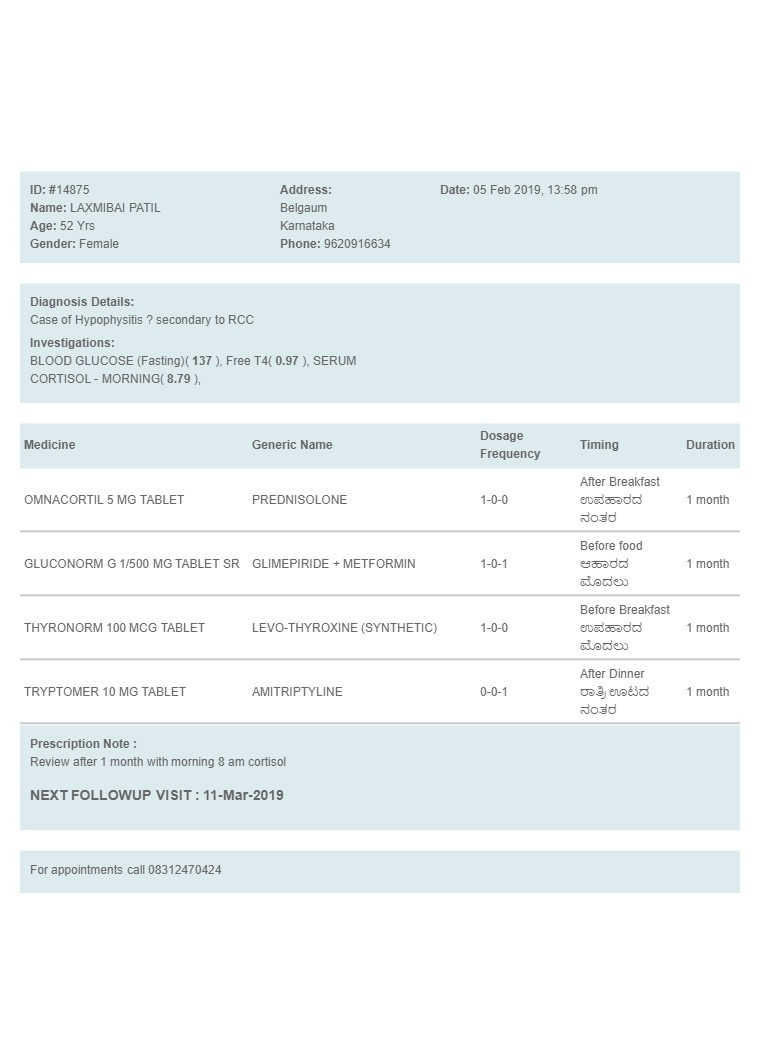 ID: #14875
Name: LAXMIBAI PATIL
Age: 52 Yrs
Gender: Female
Address:
Belgaum
Karnataka
Phone: 9620916634
Date: 05 Feb 2019, 13:58 pm
Diagnosis Details:
Case of Hypophysitis ? secondary to RCC
Investigations:
BLOOD GLUCOSE (Fasting)( 137 ), Free T4( 0.97 ), SERUM
CORTISOL - MORNING( 8.79 ),
Medicine Generic Name Dosage Frequency Timing Duration
OMNACORTIL 5 MG TABLET PREDNISOLONE 1-0-0 After Breakfast ಉಪಹಾರದ ನಂತರ 1 month
GLUCONORM G 1/500 MG TABLET SR GLIMEPIRIDE + METFORMIN 1-0-1 Before food ಆಹಾರದ ಮೊದಲು 1 month
THYRONORM 100 MCG TABLET LEVO-THYROXINE (SYNTHETIC) 1-0-0 Before Breakfast ಉಪಹಾರದ ಮೊದಲು 1 month
TRYPTOMER 10 MG TABLET AMITRIPTYLINE 0-0-1 After Dinner ರಾತ್ರಿ ಊಟದ ನಂತರ 1 month
Prescription Note :
Review after 1 month with morning 8 am cortisol
NEXT FOLLOWUP VISIT : 11-Mar-2019
For appointments call 08312470424